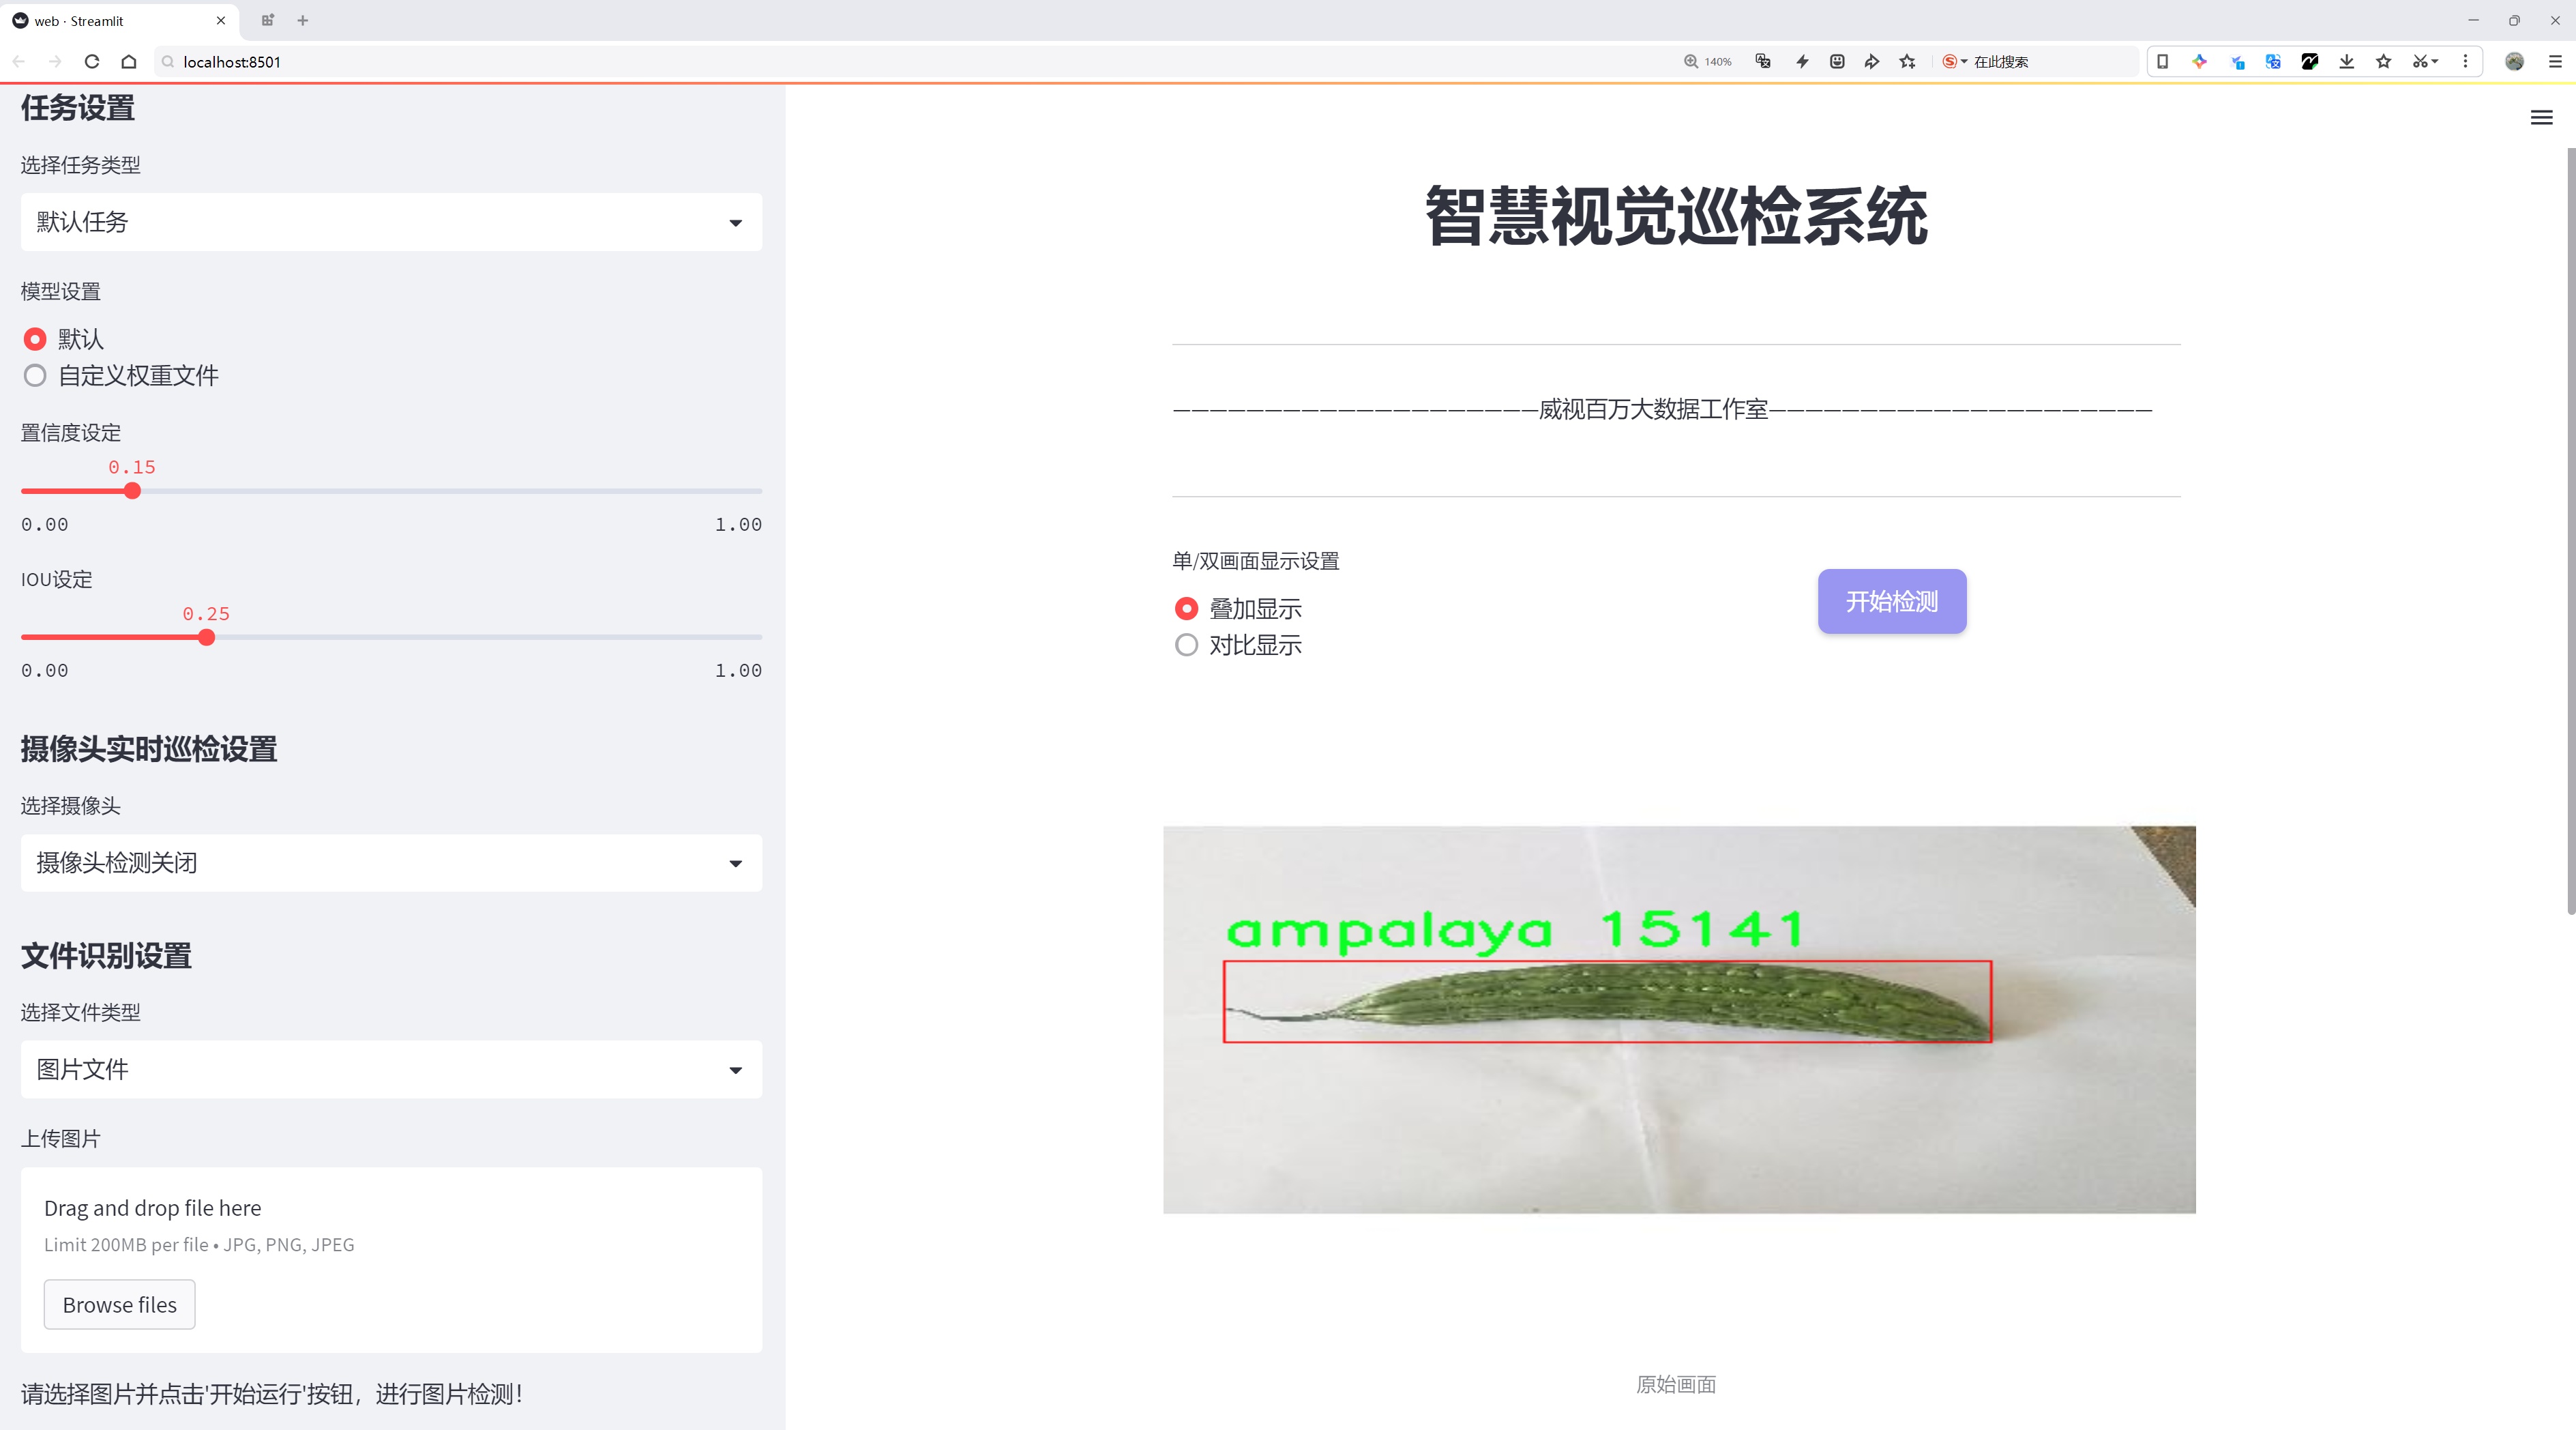 web · Streamlit
localhost:8501
140%
在此搜索
任务设置
选择任务类型
默认任务
模型设置
默认
自定义权重文件
置信度设定
0.15
0.00 1.00
IOU设定
0.25
0.00 1.00
摄像头实时巡检设置
选择摄像头
摄像头检测关闭
文件识别设置
选择文件类型
图片文件
上传图片
Drag and drop file here
Limit 200MB per file • JPG, PNG, JPEG
Browse files
请选择图片并点击'开始运行'按钮，进行图片检测！
智慧视觉巡检系统
————————————————————威视百万大数据工作室—————————————————————
单/双画面显示设置
叠加显示
对比显示
开始检测
ampalaya 15141
原始画面